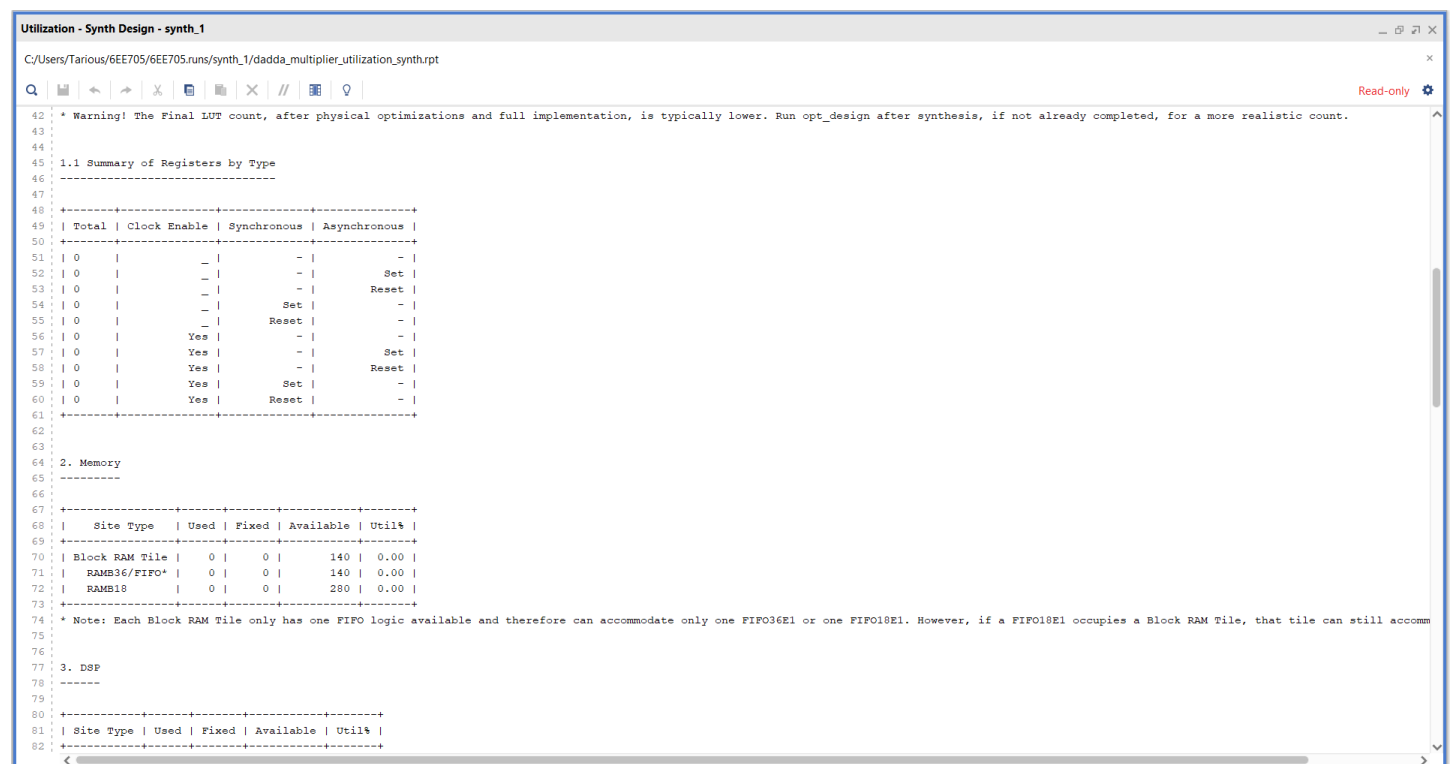 Utilization - Synth Design - synth_1
C:/Users/Tarious/6EE705/6EE705.runs/synth_1/dadda_multiplier_utilization_synth.rpt
Read-only
42 * Warning! The Final LUT count, after physical optimizations and full implementation, is typically lower. Run opt_design after synthesis, if not already completed, for a more realistic count.
43
44
45 1.1 Summary of Registers by Type
46 --------------------------------
47
48 +-------+--------------+-------------+--------------+
49 | Total | Clock Enable | Synchronous | Asynchronous |
50 +-------+--------------+-------------+--------------+
51 | 0     |            _ |           - |            - |
52 | 0     |            _ |           - |          Set |
53 | 0     |            _ |           - |        Reset |
54 | 0     |            _ |         Set |            - |
55 | 0     |            _ |       Reset |            - |
56 | 0     |          Yes |           - |            - |
57 | 0     |          Yes |           - |          Set |
58 | 0     |          Yes |           - |        Reset |
59 | 0     |          Yes |         Set |            - |
60 | 0     |          Yes |       Reset |            - |
61 +-------+--------------+-------------+--------------+
62
63
64 2. Memory
65 ---------
66
67 +----------------+------+-------+-----------+-------+
68 |    Site Type   | Used | Fixed | Available | Util% |
69 +----------------+------+-------+-----------+-------+
70 | Block RAM Tile |    0 |     0 |       140 |  0.00 |
71 |   RAMB36/FIFO* |    0 |     0 |       140 |  0.00 |
72 |   RAMB18       |    0 |     0 |       280 |  0.00 |
73 +----------------+------+-------+-----------+-------+
74 * Note: Each Block RAM Tile only has one FIFO logic available and therefore can accommodate only one FIFO36E1 or one FIFO18E1. However, if a FIFO18E1 occupies a Block RAM Tile, that tile can still accomm
75
76
77 3. DSP
78 ------
79
80 +-----------+------+-------+-----------+-------+
81 | Site Type | Used | Fixed | Available | Util% |
82 +-----------+------+-------+-----------+-------+